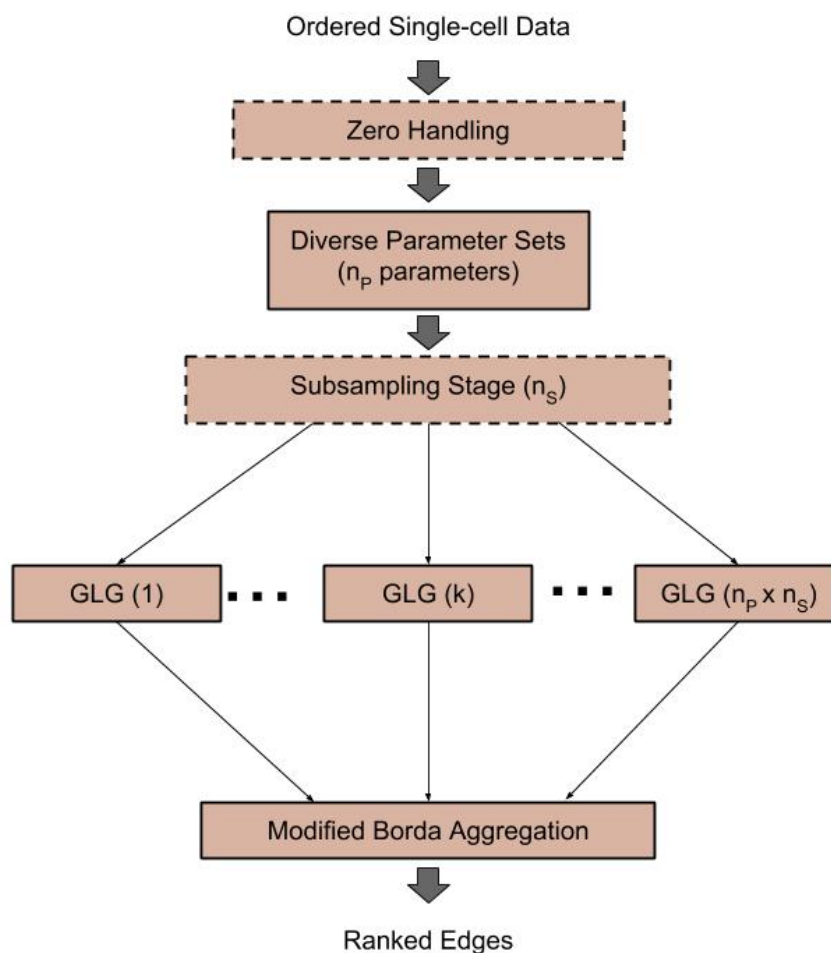 Ordered Single-cell Data
Zero Handling
Diverse Parameter Sets
(nP parameters)
Subsampling Stage (nS)
GLG (1)
GLG (k)
GLG (nP x nS)
Modified Borda Aggregation
Ranked Edges